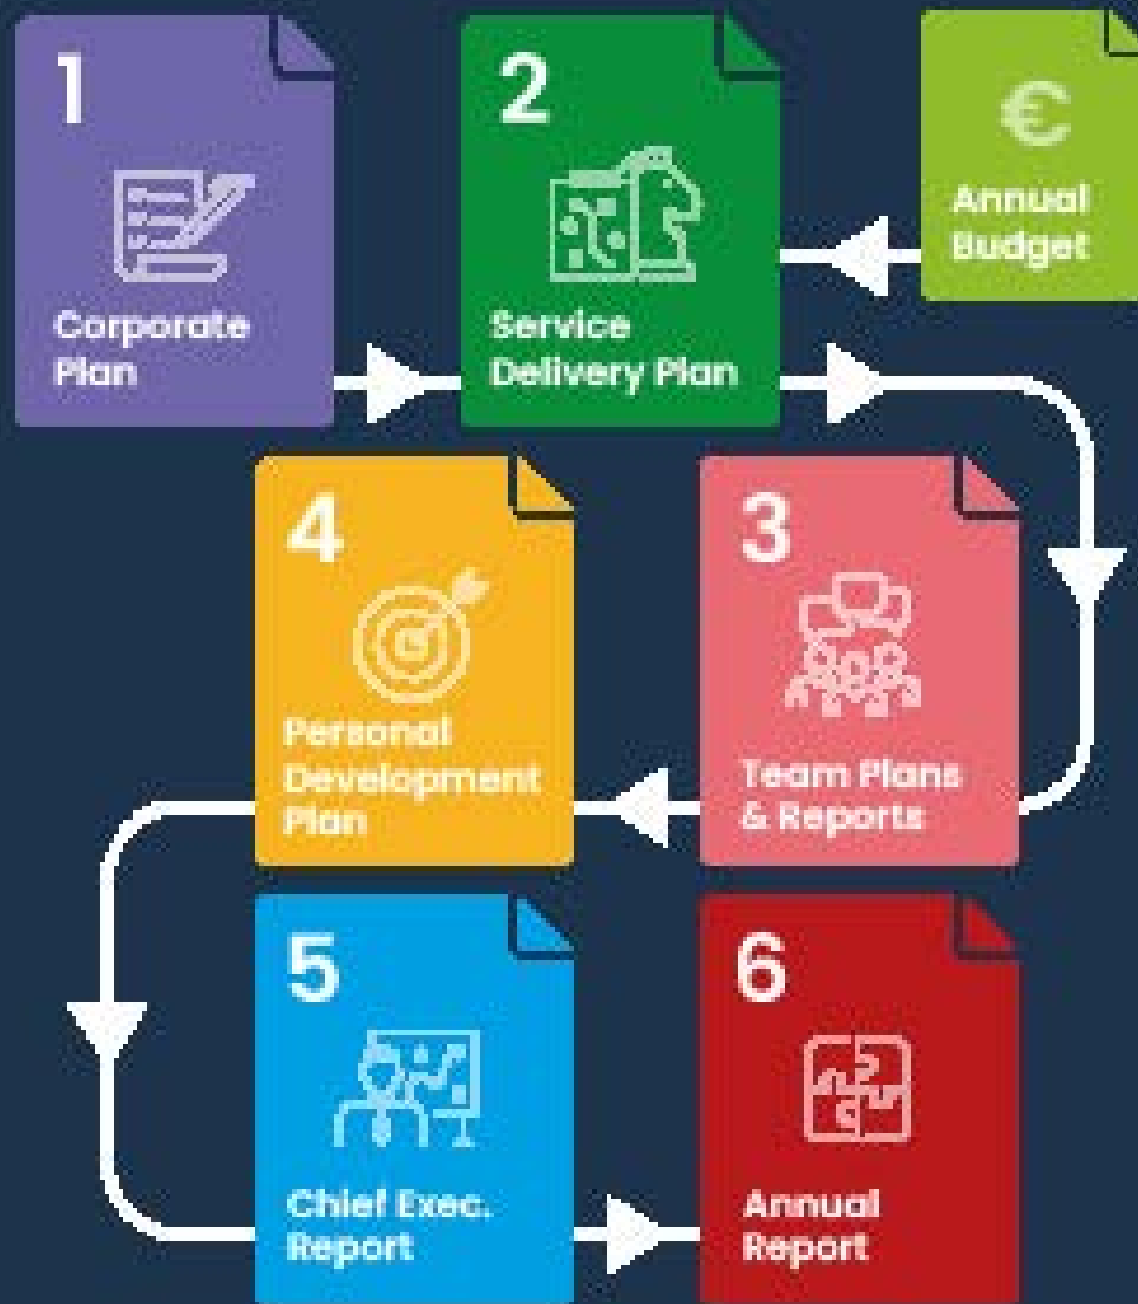 1
Corporate
Plan
2
Service
Delivery Plan
€
Annual
Budget
3
Team Plans
& Reports
4
Personal
Development
Plan
5
Chief Exec.
Report
6
Annual
Report